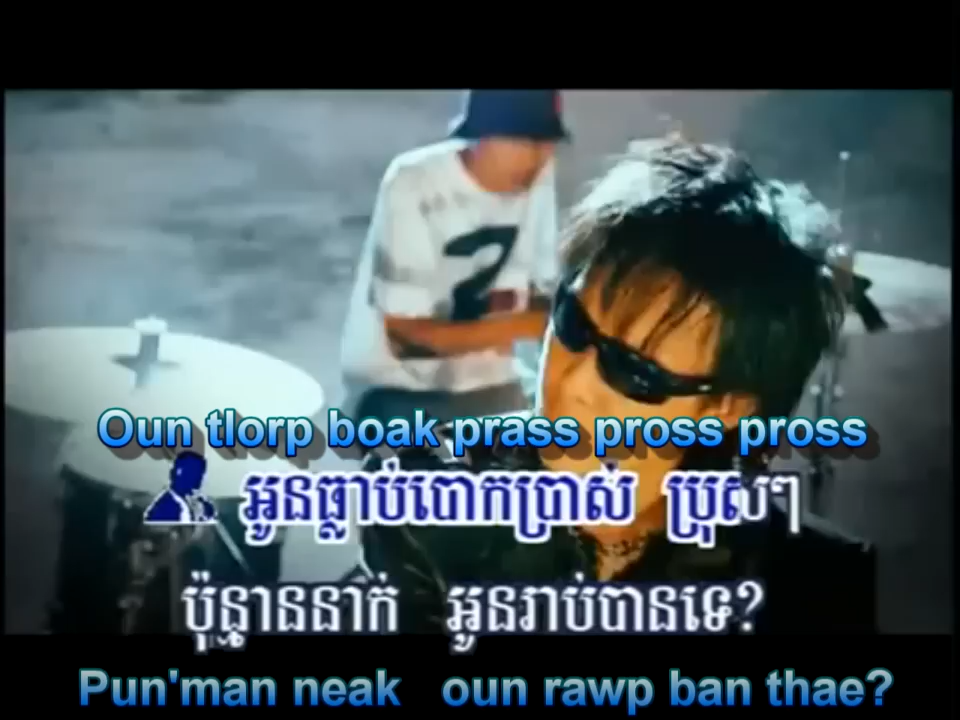 Oun tlorp boak prass pross pross
អូនធ្លាប់បោកប្រាស់ ប្រុសៗ
ប៉ុន្មាននាក់ អូនរាប់បានទេ?
Pun'man neak oun rawp ban thae?
2